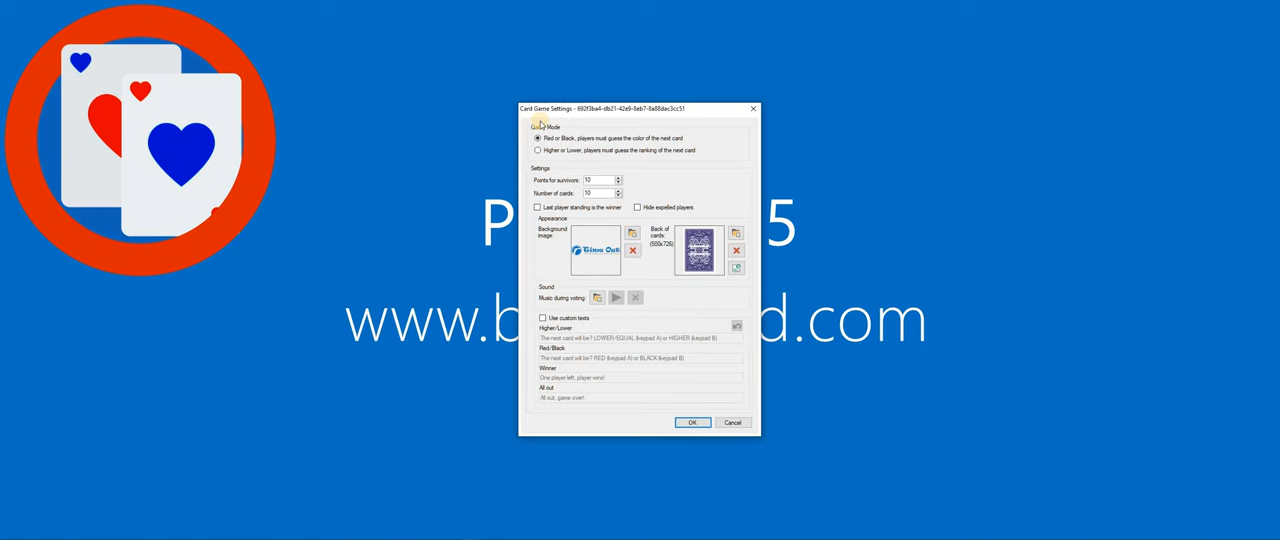 Card Game Settings - 692f3ba4-db21-42e9-8eb7-8a88dac3cc51
Mode
Red or Black, players must guess the color of the next card
Higher or Lower, players must guess the ranking of the next card
Settings
Points for survivors: 10
Number of cards: 10
Last player standing is the winner
Hide expelled players
Appearance
Background image:
Back of cards: (500x726)
Sound
Music during voting:
Use custom texts
Higher/Lower
The next card will be? LOWER/EQUAL (keypad A) or HIGHER (keypad B)
Red/Black
The next card will be? RED (keypad A) or BLACK (keypad B)
Winner
One player left, player wins!
All out
All out, game over!
OK
Cancel
P
5
www.b
d.com